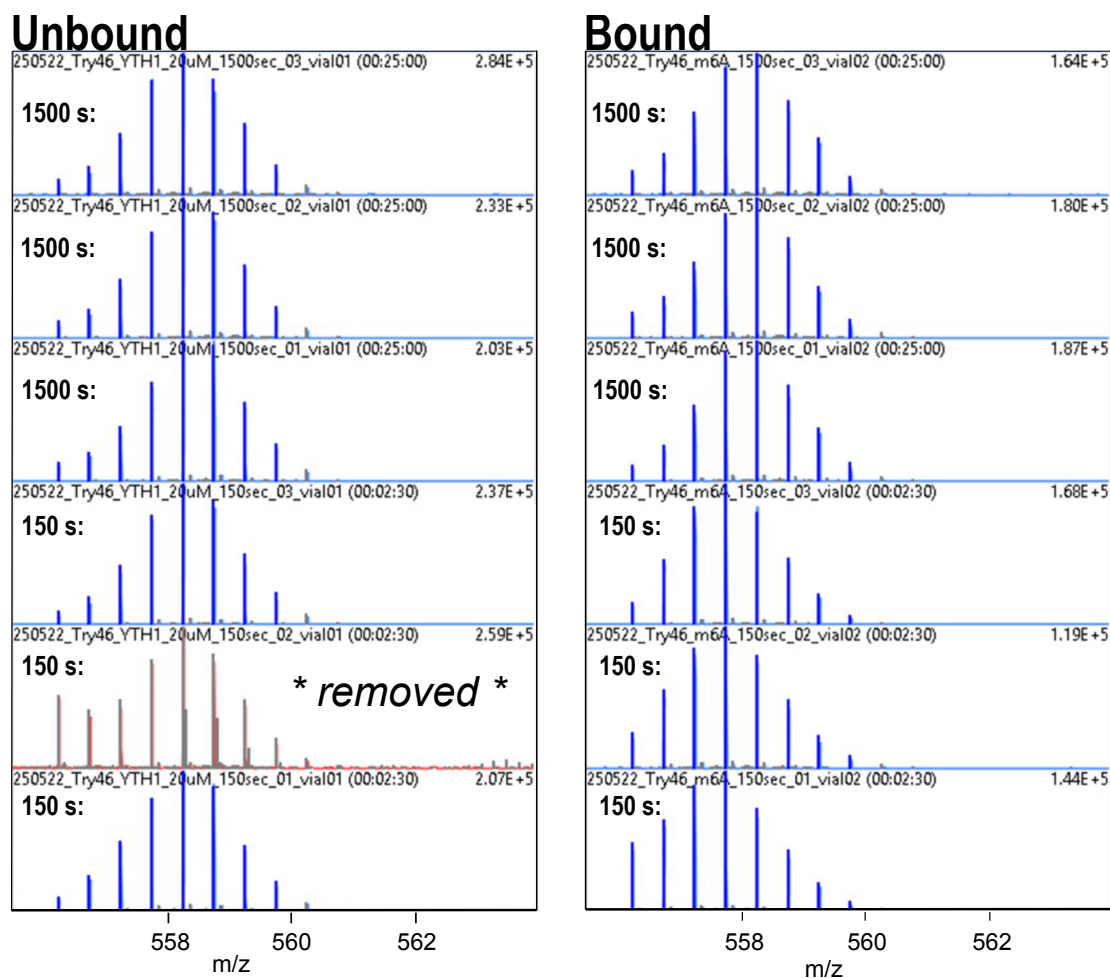 Unbound
250522_Try46_YTH1_20uM_1500sec_03_vial01 (00:25:00) 2.84E+5
1500 s:
250522_Try46_YTH1_20uM_1500sec_02_vial01 (00:25:00) 2.33E+5
1500 s:
250522_Try46_YTH1_20uM_1500sec_01_vial01 (00:25:00) 2.03E+5
1500 s:
250522_Try46_YTH1_20uM_150sec_03_vial01 (00:02:30) 2.37E+5
150 s:
250522_Try46_YTH1_20uM_150sec_02_vial01 (00:02:30) 2.59E+5
150 s:
* removed *
250522_Try46_YTH1_20uM_150sec_01_vial01 (00:02:30) 2.07E+5
150 s:
558 560 562
m/z
Bound
250522_Try46_m6A_1500sec_03_vial02 (00:25:00) 1.64E+5
1500 s:
250522_Try46_m6A_1500sec_02_vial02 (00:25:00) 1.80E+5
1500 s:
250522_Try46_m6A_1500sec_01_vial02 (00:25:00) 1.87E+5
1500 s:
250522_Try46_m6A_150sec_03_vial02 (00:02:30) 1.68E+5
150 s:
250522_Try46_m6A_150sec_02_vial02 (00:02:30) 1.19E+5
150 s:
250522_Try46_m6A_150sec_01_vial02 (00:02:30) 1.44E+5
150 s:
558 560 562
m/z